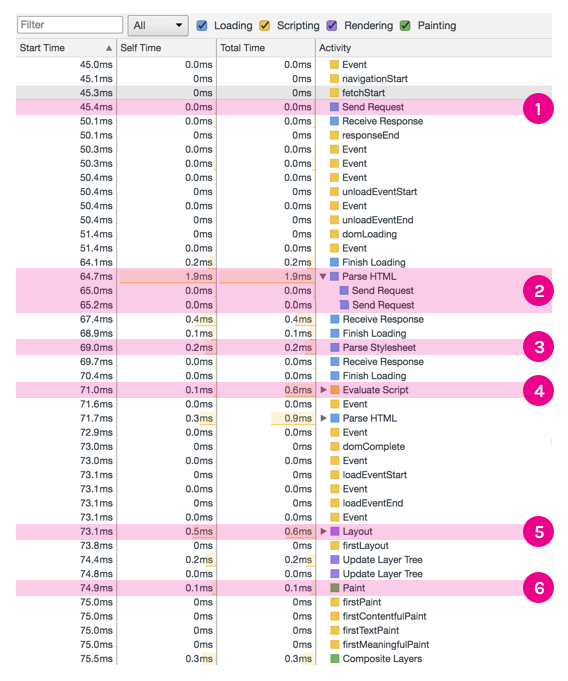 Filter All Loading Scripting Rendering Painting
Start Time Self Time Total Time Activity
45.0ms 0.0ms 0.0ms Event
45.1ms 0ms 0ms navigationStart
45.3ms 0ms 0ms fetchStart
45.4ms 0.0ms 0.0ms Send Request 1
50.1ms 0.0ms 0.0ms Receive Response
50.1ms 0ms 0ms responseEnd
50.3ms 0.0ms 0.0ms Event
50.3ms 0.0ms 0.0ms Event
50.4ms 0.0ms 0.0ms Event
50.4ms 0ms 0ms unloadEventStart
50.4ms 0.0ms 0.0ms Event
50.4ms 0ms 0ms unloadEventEnd
51.4ms 0ms 0ms domLoading
51.4ms 0.0ms 0.0ms Event
64.1ms 0.2ms 0.2ms Finish Loading
64.7ms 1.9ms 1.9ms Parse HTML
65.0ms 0.0ms 0.0ms Send Request 2
65.2ms 0.0ms 0.0ms Send Request
67.4ms 0.4ms 0.4ms Receive Response
68.9ms 0.1ms 0.1ms Finish Loading
69.0ms 0.2ms 0.2ms Parse Stylesheet 3
69.7ms 0.0ms 0.0ms Receive Response
70.4ms 0.0ms 0.0ms Finish Loading
71.0ms 0.1ms 0.6ms Evaluate Script 4
71.6ms 0.0ms 0.0ms Event
71.7ms 0.3ms 0.9ms Parse HTML
72.9ms 0.0ms 0.0ms Event
73.0ms 0ms 0ms domComplete
73.0ms 0.0ms 0.0ms Event
73.1ms 0ms 0ms loadEventStart
73.1ms 0.0ms 0.0ms Event
73.1ms 0ms 0ms loadEventEnd
73.1ms 0.0ms 0.0ms Event
73.1ms 0.5ms 0.6ms Layout 5
73.8ms 0ms 0ms firstLayout
74.4ms 0.2ms 0.2ms Update Layer Tree
74.8ms 0.0ms 0.0ms Update Layer Tree
74.9ms 0.1ms 0.1ms Paint 6
75.0ms 0ms 0ms firstPaint
75.0ms 0ms 0ms firstContentfulPaint
75.0ms 0ms 0ms firstTextPaint
75.0ms 0ms 0ms firstMeaningfulPaint
75.5ms 0.3ms 0.3ms Composite Layers